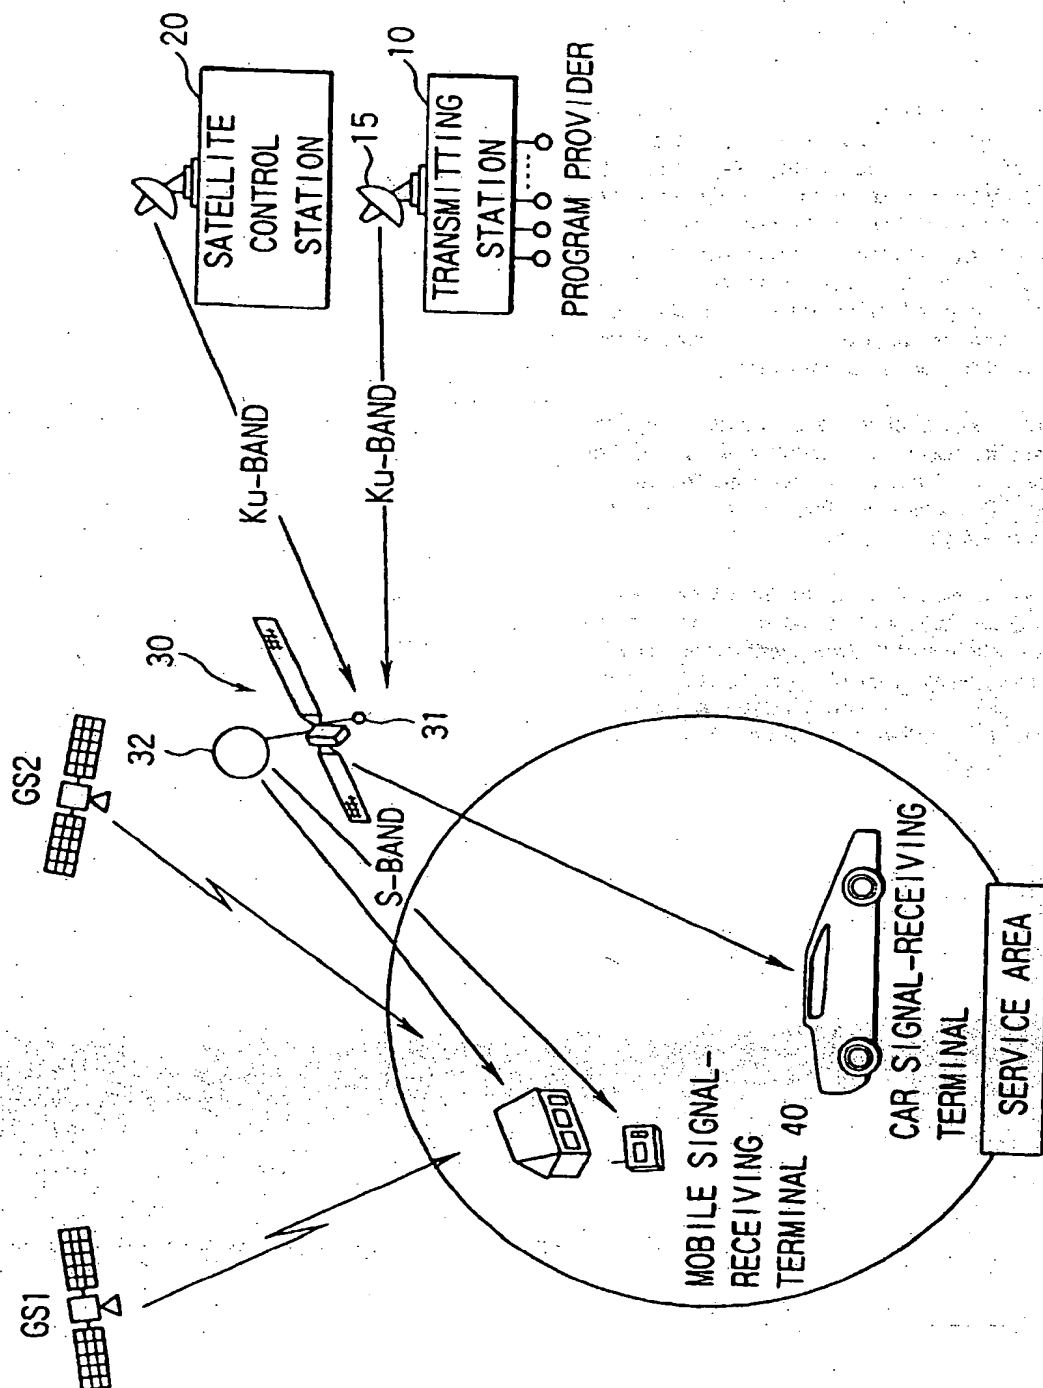 GS1
GS2
32
30
31
20
SATELLITE
CONTROL
STATION
Ku-BAND
15
10
TRANSMITTING
STATION
PROGRAM PROVIDER
Ku-BAND
S-BAND
MOBILE SIGNAL-
RECEIVING
TERMINAL 40
CAR SIGNAL-RECEIVING
TERMINAL
SERVICE AREA